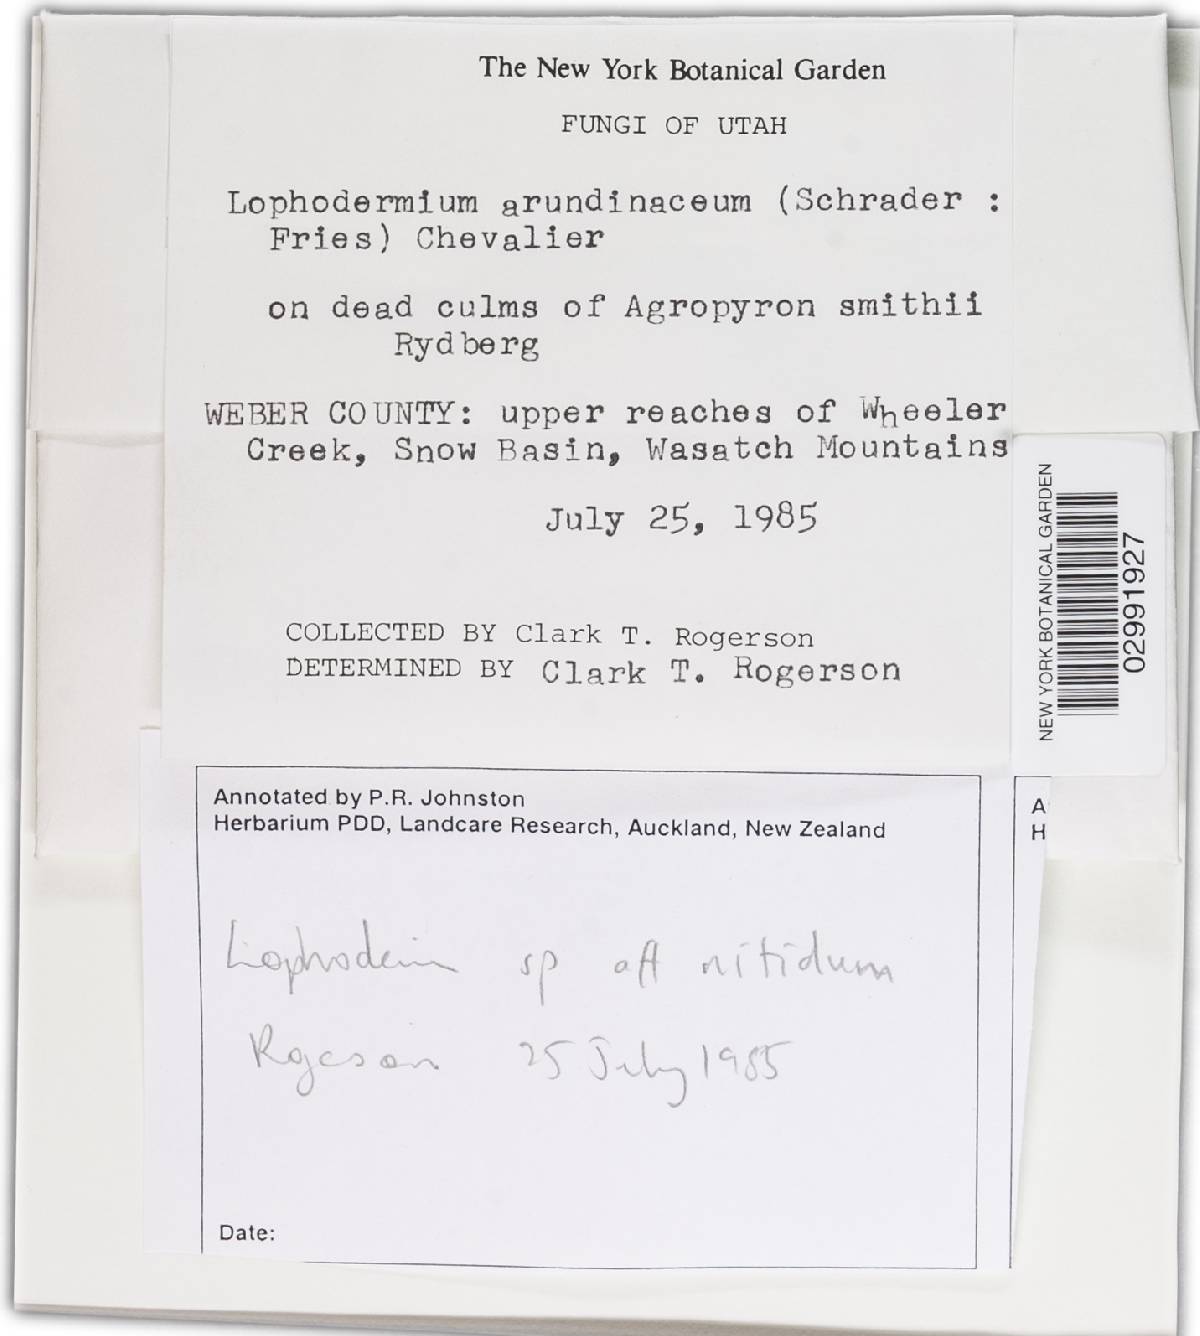 The New York Botanical Garden
FUNGI OF UTAH
Lophodermium arundinaceum (Schrader :
Fries) Chevalier
on dead culms of Agropyron smithii
Rydberg
WEBER COUNTY: upper reaches of Wheeler
Creek, Snow Basin, Wasatch Mountains
July 25, 1985
COLLECTED BY Clark T. Rogerson
DETERMINED BY Clark T. Rogerson
NEW YORK BOTANICAL GARDEN
02991927
Annotated by P.R. Johnston
Herbarium PDD, Landcare Research, Auckland, New Zealand
A
H
sp aff nitidum
25 July 1985
Date: